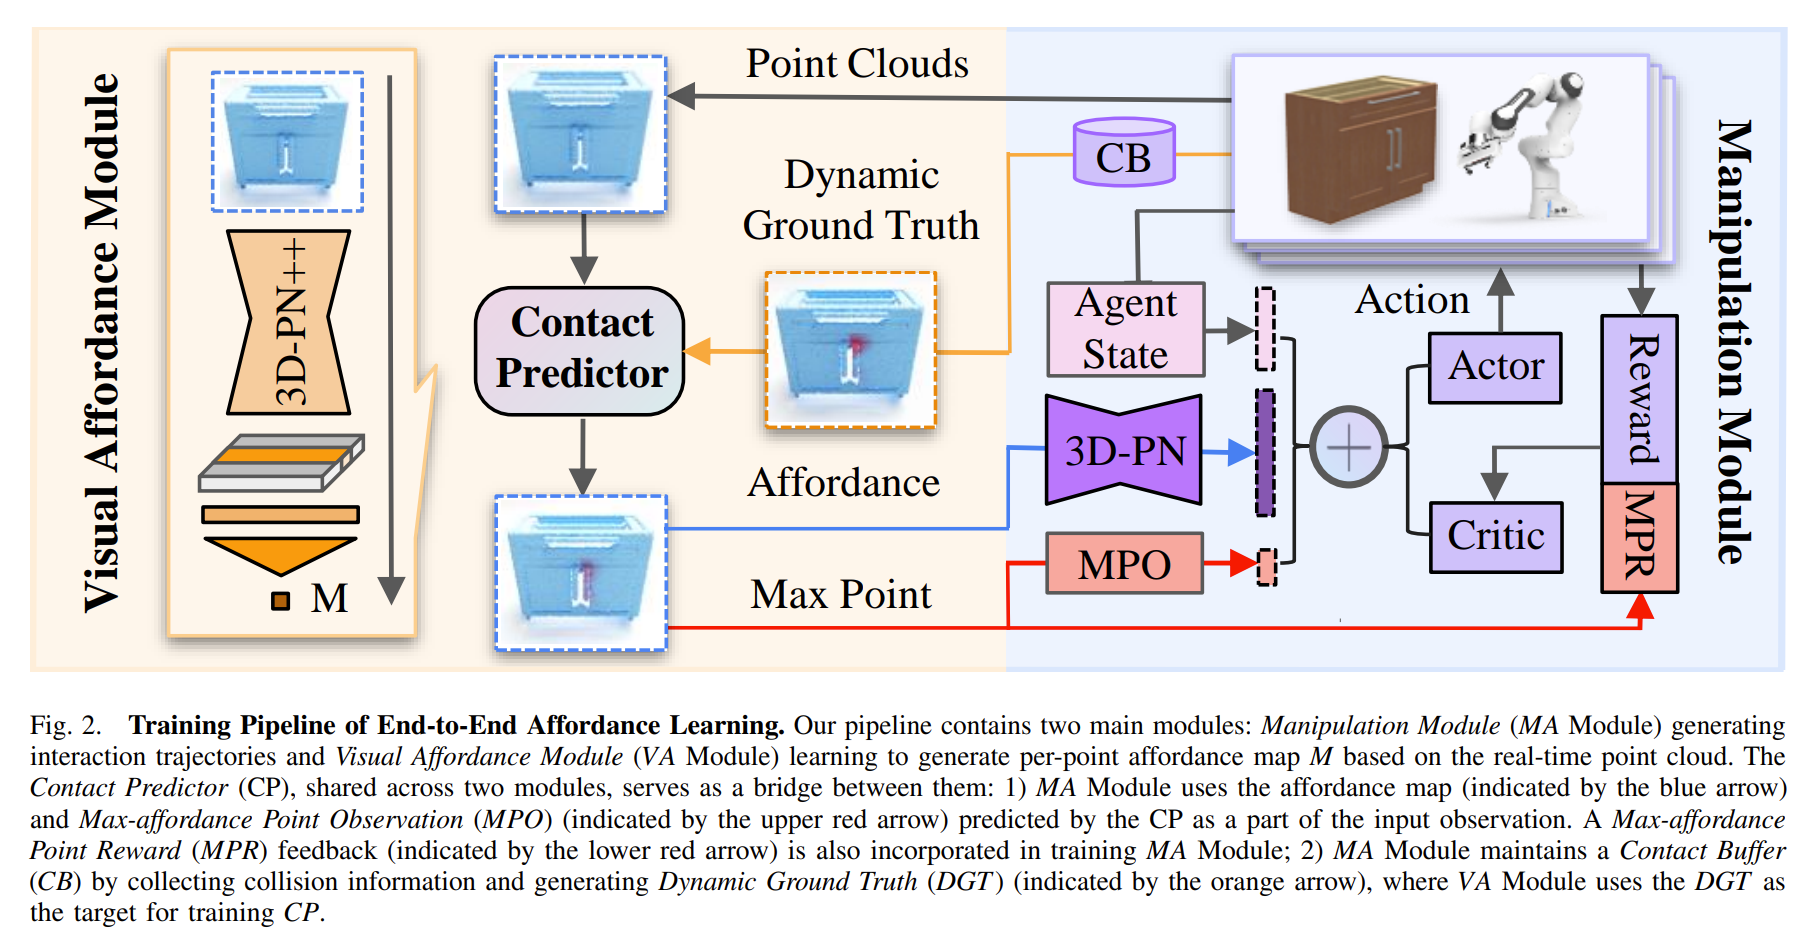 Visual Affordance Module
3D-PN++
M
Point Clouds
CB
Dynamic
Ground Truth
Contact
Predictor
Agent
State
Action
Actor
Reward
3D-PN
Affordance
Critic
MPR
MPO
Max Point
Manipulation Module
Fig. 2. Training Pipeline of End-to-End Affordance Learning. Our pipeline contains two main modules: Manipulation Module (MA Module) generating
interaction trajectories and Visual Affordance Module (VA Module) learning to generate per-point affordance map M based on the real-time point cloud. The
Contact Predictor (CP), shared across two modules, serves as a bridge between them: 1) MA Module uses the affordance map (indicated by the blue arrow)
and Max-affordance Point Observation (MPO) (indicated by the upper red arrow) predicted by the CP as a part of the input observation. A Max-affordance
Point Reward (MPR) feedback (indicated by the lower red arrow) is also incorporated in training MA Module; 2) MA Module maintains a Contact Buffer
(CB) by collecting collision information and generating Dynamic Ground Truth (DGT) (indicated by the orange arrow), where VA Module uses the DGT as
the target for training CP.